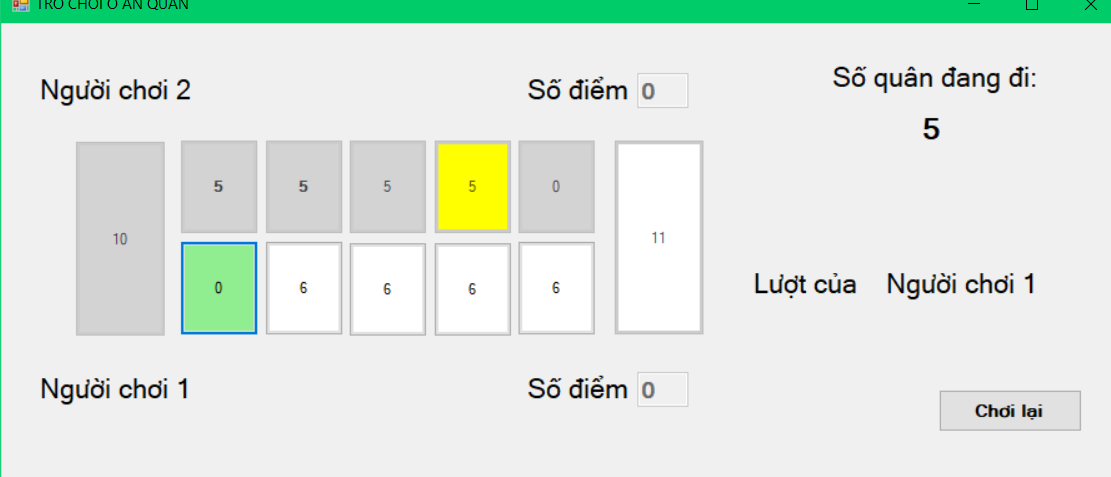 TRÒ CHƠI Ô ĂN QUAN
Người chơi 2 Số điểm 0
Số quân đang đi:
5
10 5 5 5 5 0 11
0 6 6 6 6
Lượt của Người chơi 1
Người chơi 1 Số điểm 0
Chơi lại